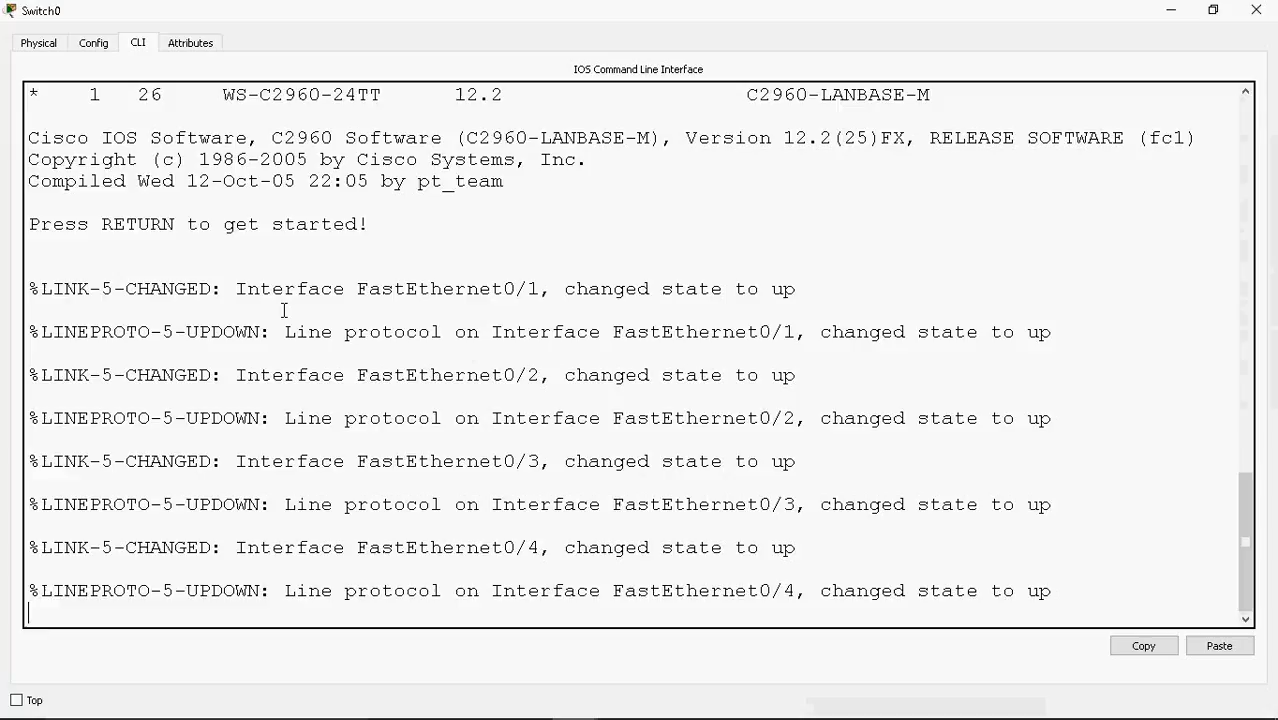 Switch0
Physical Config CLI Attributes
IOS Command Line Interface
* 1 26 WS-C2960-24TT 12.2 C2960-LANBASE-M
Cisco IOS Software, C2960 Software (C2960-LANBASE-M), Version 12.2(25)FX, RELEASE SOFTWARE (fc1)
Copyright (c) 1986-2005 by Cisco Systems, Inc.
Compiled Wed 12-Oct-05 22:05 by pt_team
Press RETURN to get started!
%LINK-5-CHANGED: Interface FastEthernet0/1, changed state to up
%LINEPROTO-5-UPDOWN: Line protocol on Interface FastEthernet0/1, changed state to up
%LINK-5-CHANGED: Interface FastEthernet0/2, changed state to up
%LINEPROTO-5-UPDOWN: Line protocol on Interface FastEthernet0/2, changed state to up
%LINK-5-CHANGED: Interface FastEthernet0/3, changed state to up
%LINEPROTO-5-UPDOWN: Line protocol on Interface FastEthernet0/3, changed state to up
%LINK-5-CHANGED: Interface FastEthernet0/4, changed state to up
%LINEPROTO-5-UPDOWN: Line protocol on Interface FastEthernet0/4, changed state to up
Copy Paste
Top